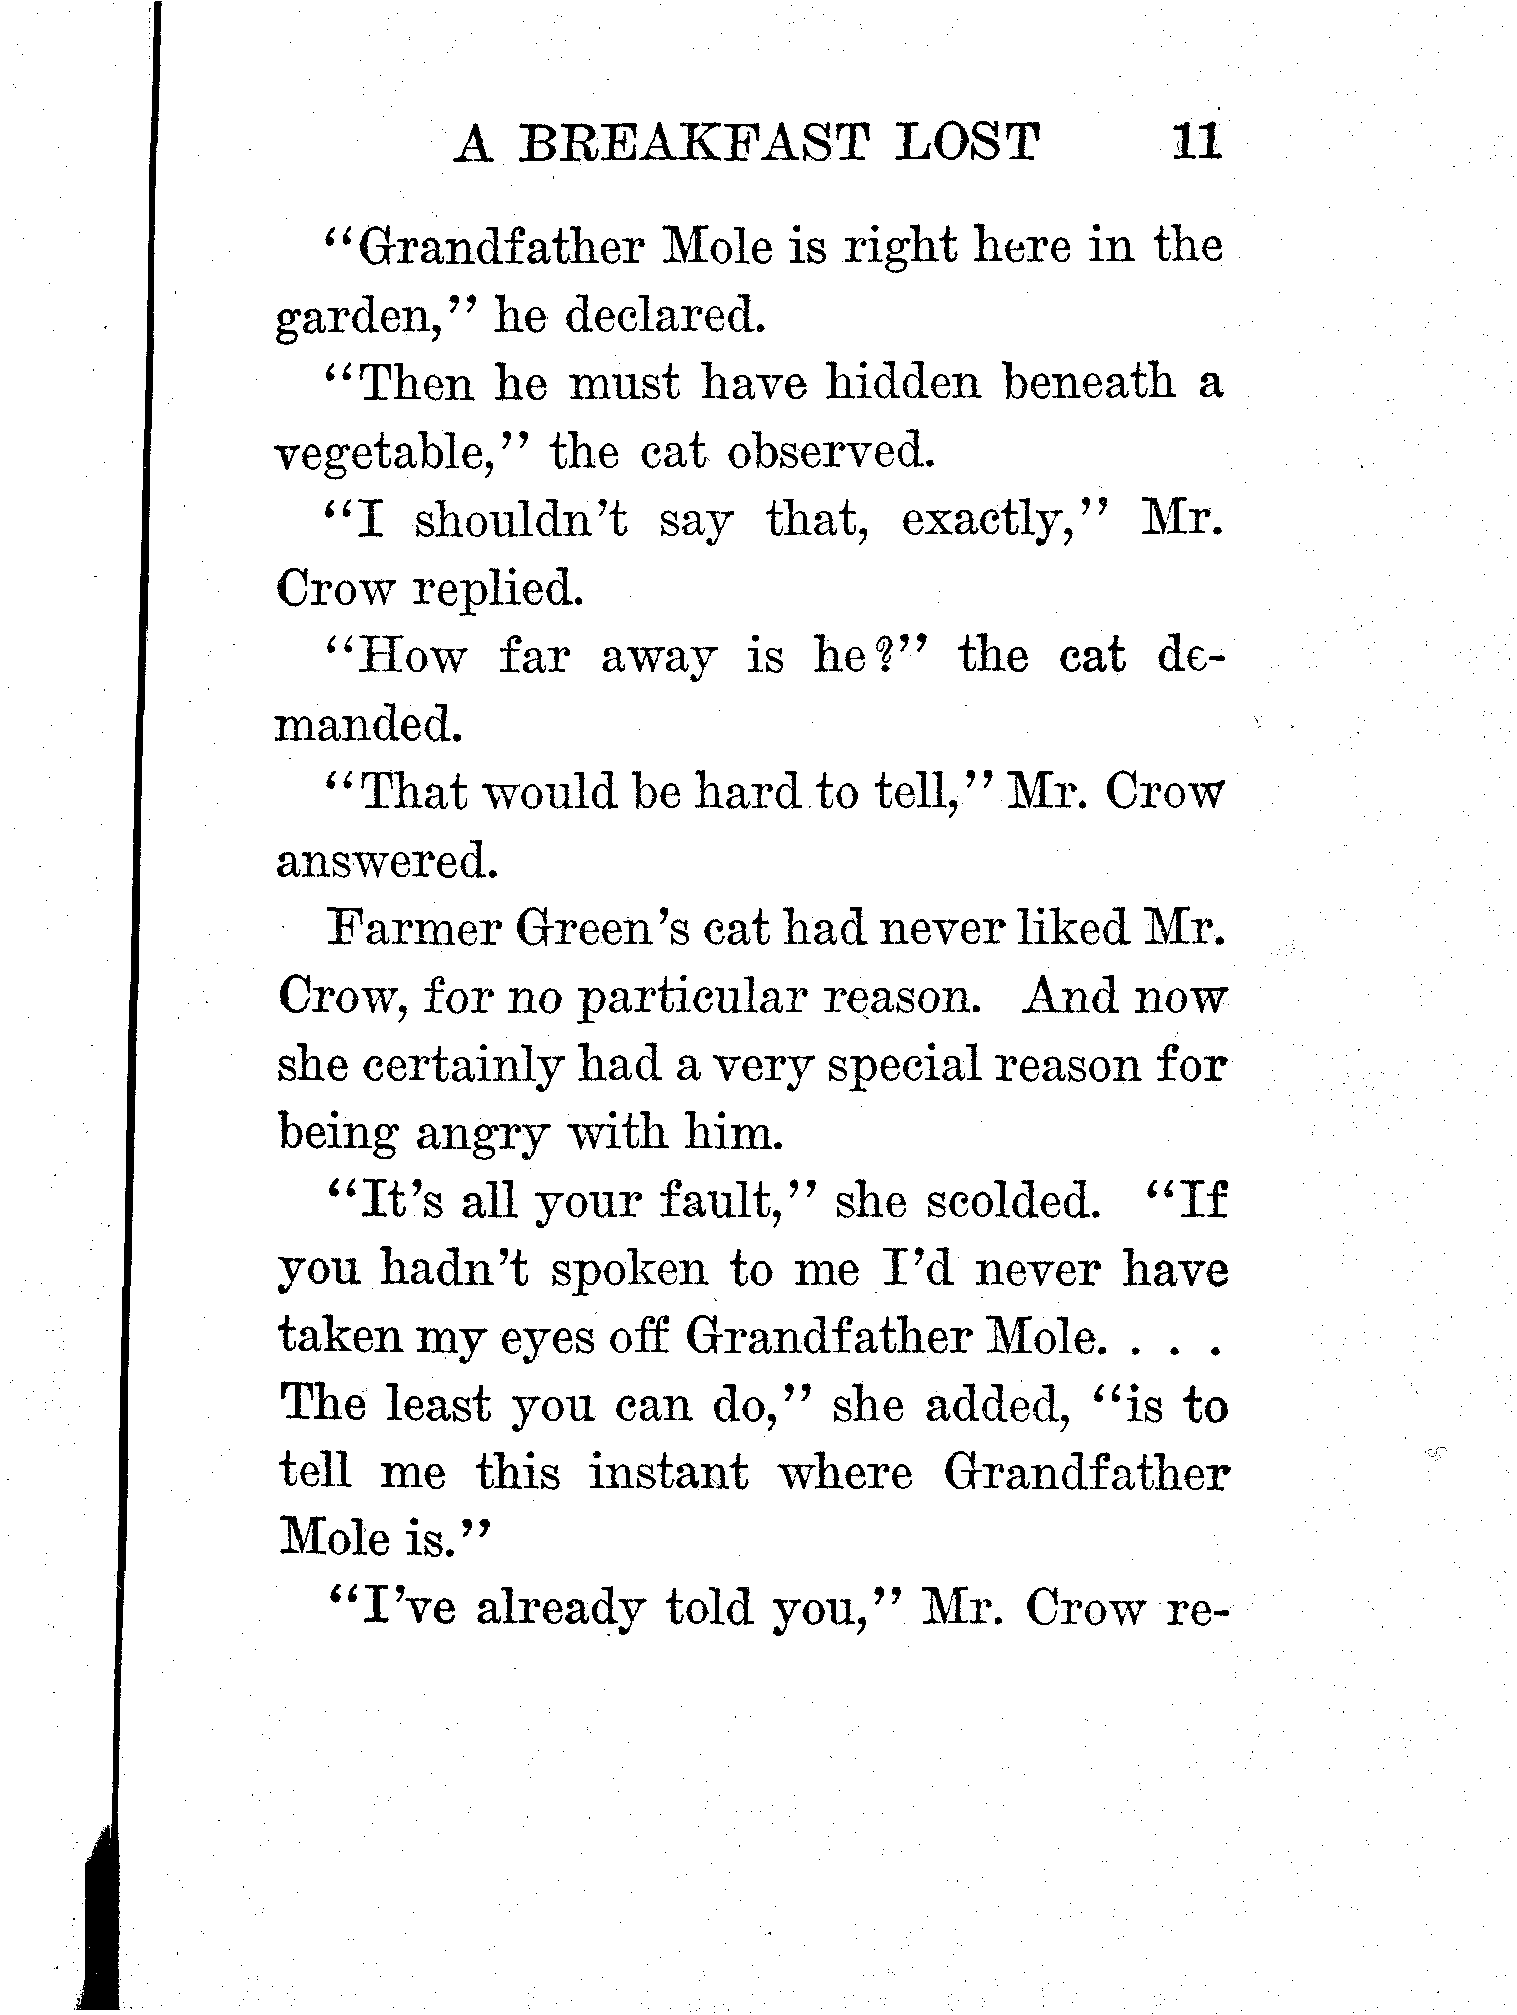 A BREAKFAST LOST 11
"Grandfather Mole is right here in the
garden," he declared.
"Then he must have hidden beneath a
vegetable," the cat observed.
"I shouldn't say that, exactly," Mr.
Crow replied.
"How far away is he?" the cat de-
manded.
"That would be hard to tell," Mr. Crow
answered.
Farmer Green's cat had never liked Mr.
Crow, for no particular reason. And now
she certainly had a very special reason for
being angry with him.
"It's all your fault," she scolded. "If
you hadn't spoken to me I'd never have
taken my eyes off Grandfather Mole. . . .
The least you can do," she added, "is to
tell me this instant where Grandfather
Mole is."
"I've already told you," Mr. Crow re-